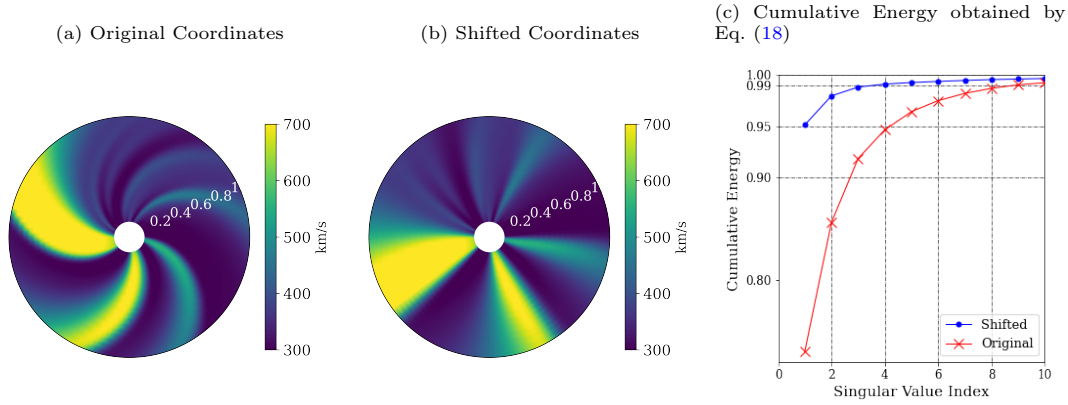 (a) Original Coordinates
0.2 0.4 0.6 0.8 1
700
600
500
400
300
km/s
(b) Shifted Coordinates
0.2 0.4 0.6 0.8 1
700
600
500
400
300
km/s
(c) Cumulative Energy obtained by
Eq. (18)
1.00
0.99
0.95
0.90
0.80
Cumulative Energy
Shifted
Original
0 2 4 6 8 10
Singular Value Index